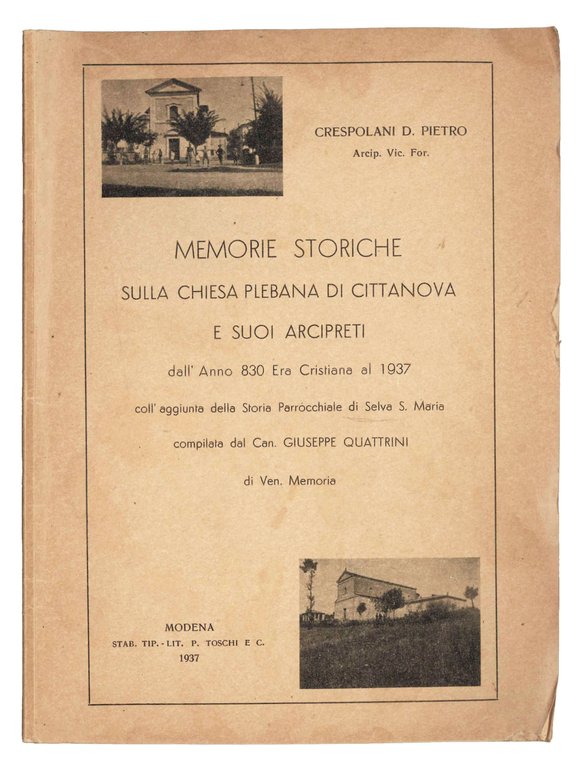 CRESPOLANI D. PIETRO
Arcip. Vic. For.
MEMORIE STORICHE
SULLA CHIESA PLEBANA DI CITTANOVA
E SUOI ARCIPRETI
dall' Anno 830 Era Cristiana al 1937
coll' aggiunta della Storia Parrocchiale di Selva S. Maria
compilata dal Can. GIUSEPPE QUATTRINI
di Ven. Memoria
MODENA
STAB. TIP. - LIT. P. TOSCHI E C.
1937